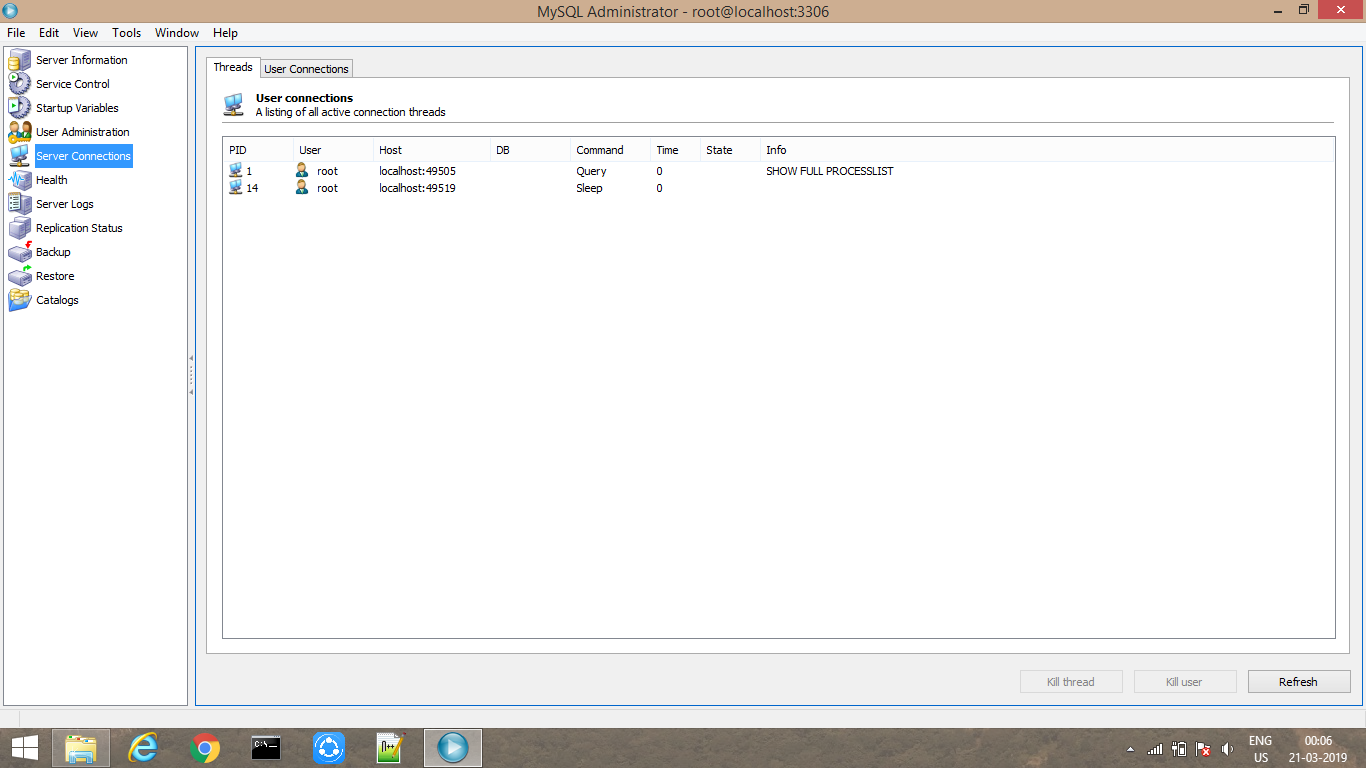 MySQL Administrator - root@localhost:3306
File Edit View Tools Window Help
Server Information
Service Control
Startup Variables
User Administration
Server Connections
Health
Server Logs
Replication Status
Backup
Restore
Catalogs
Threads User Connections
User connections
A listing of all active connection threads
PID User Host DB Command Time State Info
1 root localhost:49505 Query 0 SHOW FULL PROCESSLIST
14 root localhost:49519 Sleep 0
Kill thread Kill user Refresh
ENG 00:06
US 21-03-2019